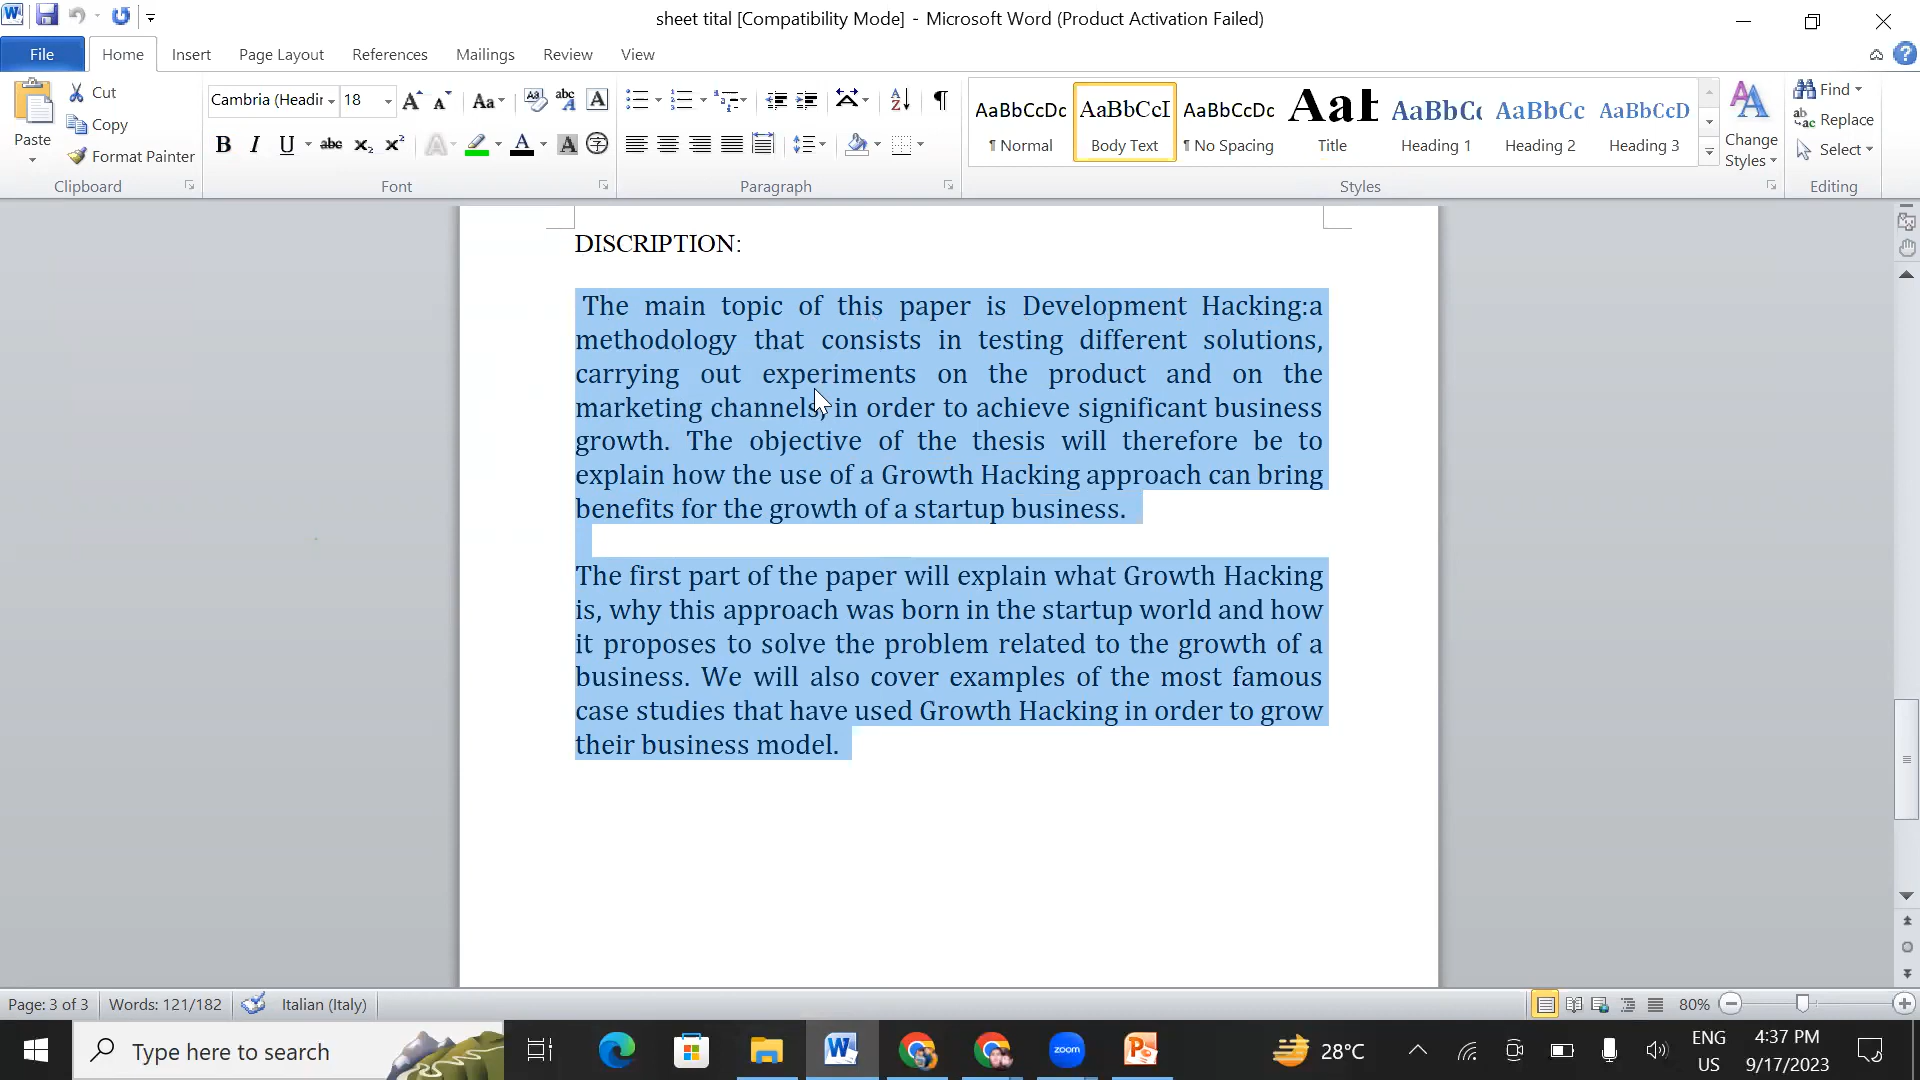 sheet tital [Compatibility Mode] - Microsoft Word (Product Activation Failed)
File Home Insert Page Layout References Mailings Review View
Paste
Cut
Copy
Format Painter
Clipboard
Cambria (Headir 18
Font
Paragraph
AaBbCcDc AaBbCcI AaBbCcDc Aat AaBbCc AaBbCc AaBbCcD
¶ Normal Body Text ¶ No Spacing Title Heading 1 Heading 2 Heading 3
Change
Styles
Styles
Find
Replace
Select
Editing
DISCRIPTION:
The main topic of this paper is Development Hacking:a
methodology that consists in testing different solutions,
carrying out experiments on the product and on the
marketing channels, in order to achieve significant business
growth. The objective of the thesis will therefore be to
explain how the use of a Growth Hacking approach can bring
benefits for the growth of a startup business.
The first part of the paper will explain what Growth Hacking
is, why this approach was born in the startup world and how
it proposes to solve the problem related to the growth of a
business. We will also cover examples of the most famous
case studies that have used Growth Hacking in order to grow
their business model.
Page: 3 of 3 Words: 121/182 Italian (Italy) 80%
Type here to search
zoom
28°C
ENG
US
4:37 PM
9/17/2023